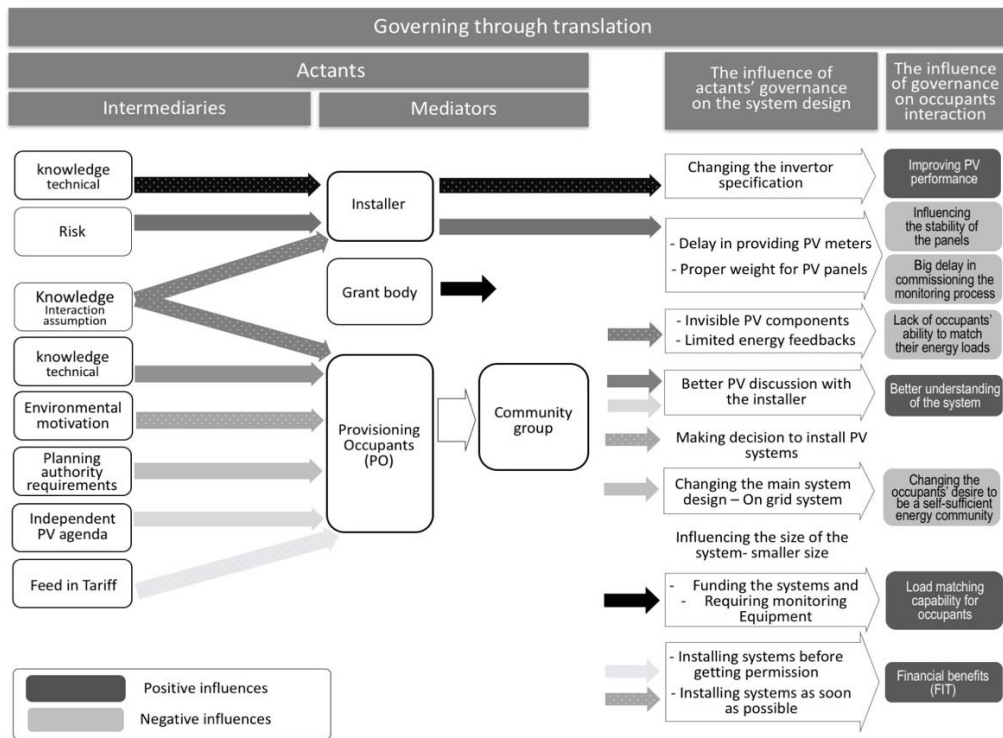 Governing through translation
Actants
Intermediaries
Mediators
The influence of
actants' governance
on the system design
The influence
of governance
on occupants
interaction
knowledge
technical
Risk
Knowledge
Interaction
assumption
knowledge
technical
Environmental
motivation
Planning
authority
requirements
Independent
PV agenda
Feed in Tariff
Installer
Grant body
Provisioning
Occupants
(PO)
Community
group
Changing the invertor
specification
- Delay in providing PV meters
- Proper weight for PV panels
- Invisible PV components
- Limited energy feedbacks
Better PV discussion with
the installer
Making decision to install PV
systems
Changing the main system
design – On grid system
Influencing the size of the
system- smaller size
- Funding the systems and
- Requiring monitoring
Equipment
- Installing systems before
getting permission
- Installing systems as soon
as possible
Improving PV
performance
Influencing
the stability of
the panels
Big delay in
commissioning the
monitoring process
Lack of occupants'
ability to match
their energy loads
Better understanding
of the system
Changing the
occupants' desire to
be a self-sufficient
energy community
Load matching
capability for
occupants
Financial benefits
(FIT)
Positive influences
Negative influences